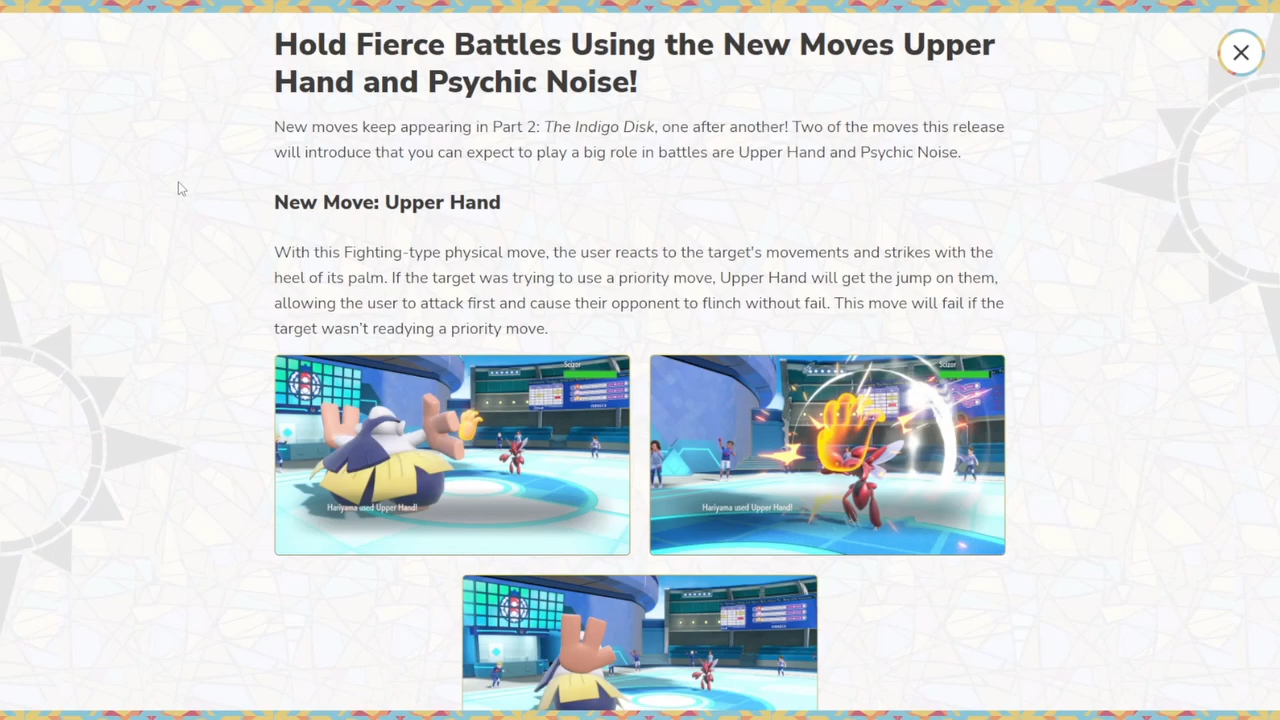 Hold Fierce Battles Using the New Moves Upper
Hand and Psychic Noise!
New moves keep appearing in Part 2: The Indigo Disk, one after another! Two of the moves this release
will introduce that you can expect to play a big role in battles are Upper Hand and Psychic Noise.
New Move: Upper Hand
With this Fighting-type physical move, the user reacts to the target's movements and strikes with the
heel of its palm. If the target was trying to use a priority move, Upper Hand will get the jump on them,
allowing the user to attack first and cause their opponent to flinch without fail. This move will fail if the
target wasn’t readying a priority move.
Scizor
Hariyama used Upper Hand!
Scizor
Hariyama used Upper Hand!